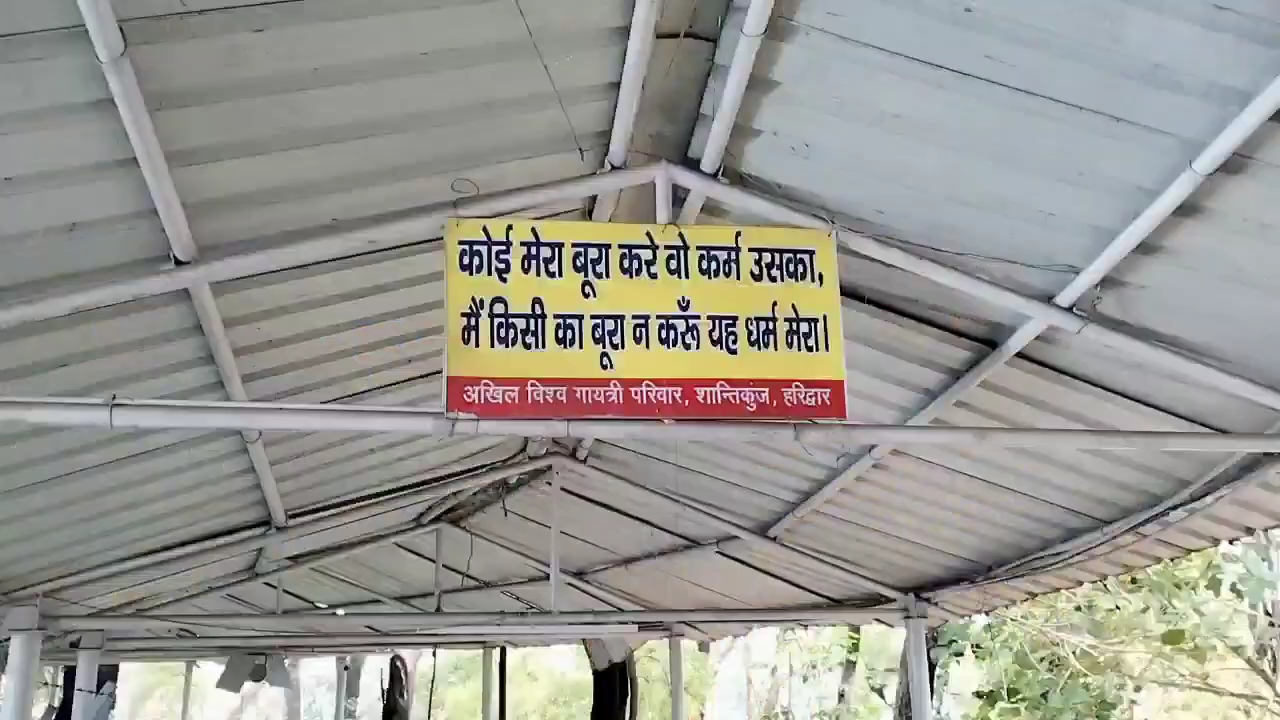 कोई मेरा बूरा करे वो कर्म उसका,
मैं किसी का बूरा न करूँ यह धर्म मेरा।
अखिल विश्व गायत्री परिवार, शान्तिकुंज, हरिद्वार